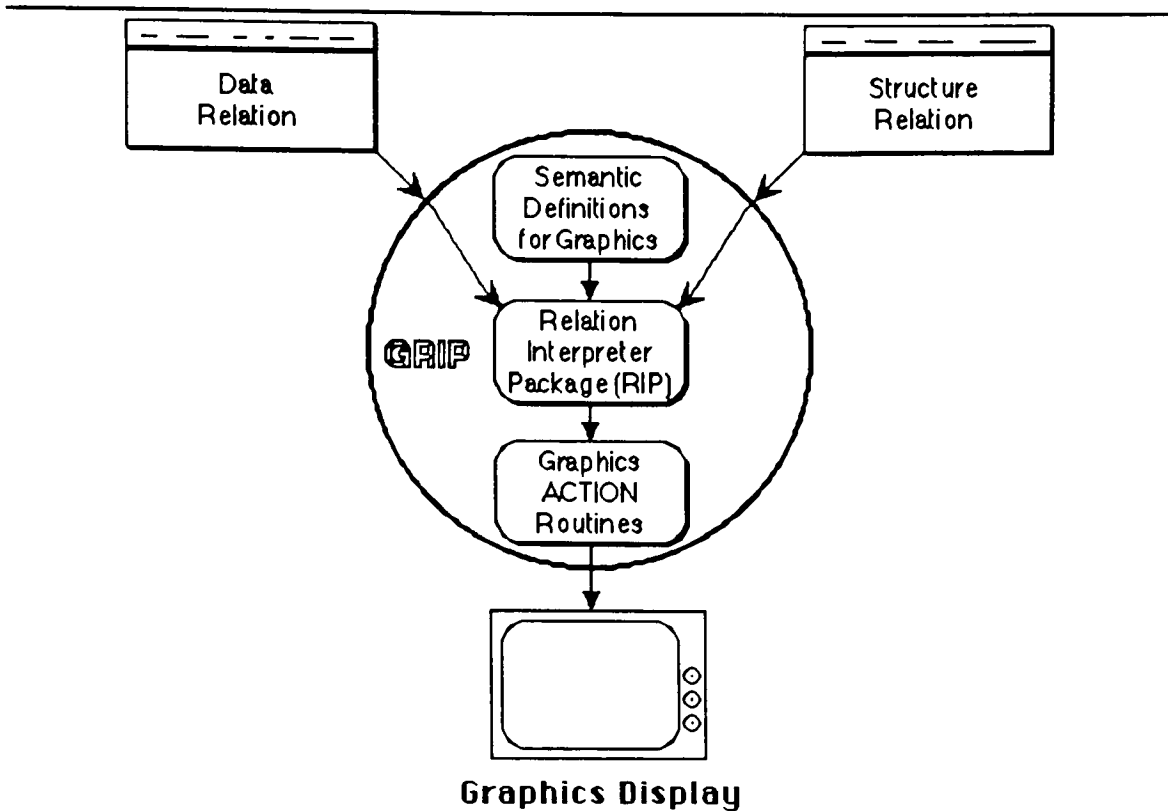 Data
Relation
Structure
Relation
Semantic
Definitions
for Graphics
GRIP
Relation
Interpreter
Package (RIP)
Graphics
ACTION
Routines
Graphics Display